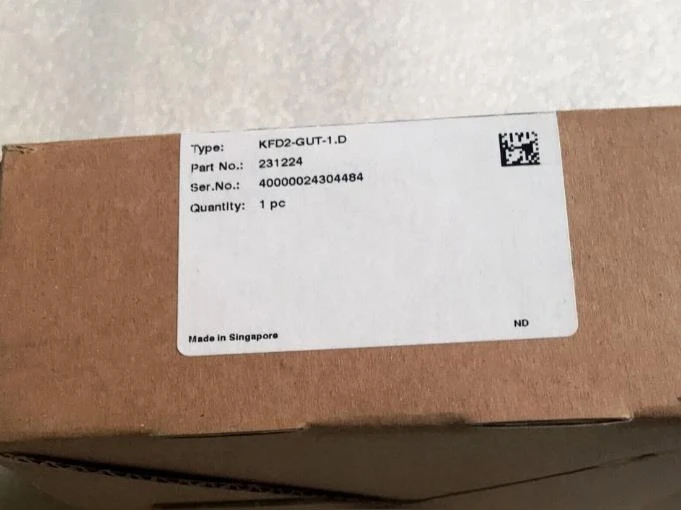 Type: KFD2-GUT-1.D
Part No.: 231224
Ser.No.: 40000024304484
Quantity: 1 pc
Made in Singapore
ND